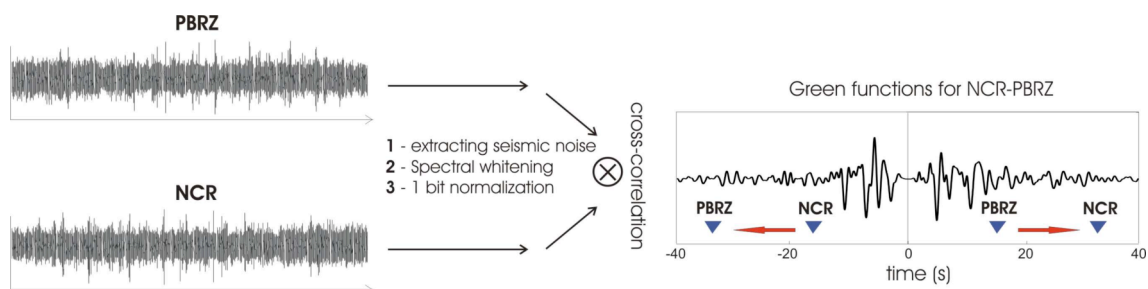 PBRZ
NCR
1 - extracting seismic noise
2 - Spectral whitening
3 - 1 bit normalization
cross-correlation
Green functions for NCR-PBRZ
PBRZ NCR PBRZ NCR
-40 -20 0 20 40
time (s)